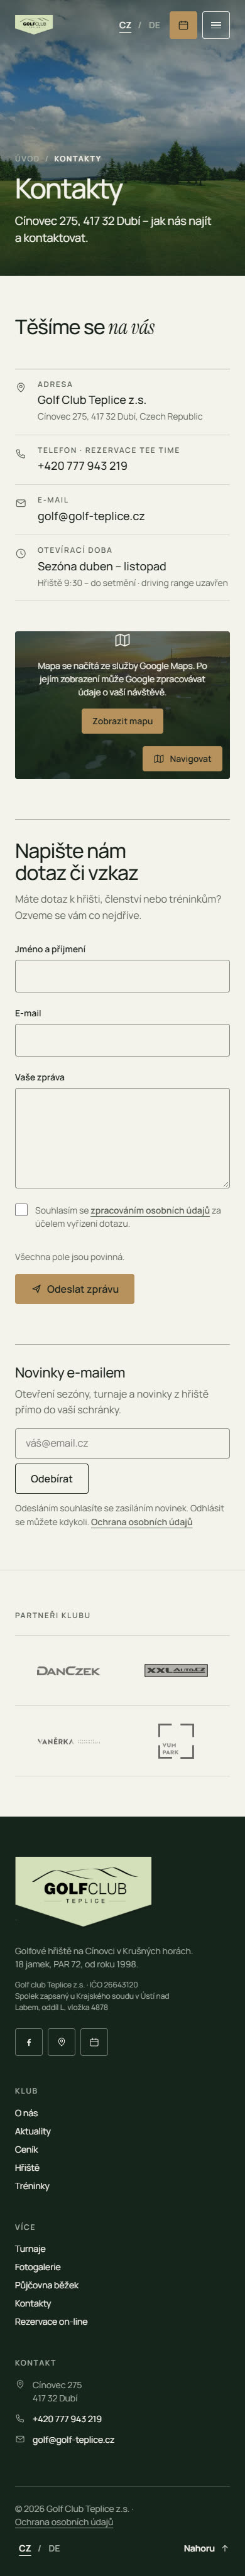 GOLFCLUB
CZ / DE
ÚVOD / KONTAKTY
Kontakty
Cínovec 275, 417 32 Dubí – jak nás najít
a kontaktovat.
Těšíme se na vás
ADRESA
Golf Club Teplice z.s.
Cínovec 275, 417 32 Dubí, Czech Republic
TELEFON · REZERVACE TEE TIME
+420 777 943 219
E-MAIL
golf@golf-teplice.cz
OTEVÍRACÍ DOBA
Sezóna duben – listopad
Hřiště 9:30 – do setmění · driving range uzavřen
Mapa se načítá ze služby Google Maps. Po
jejím zobrazení může Google zpracovávat
údaje o vaší návštěvě.
Zobrazit mapu
Navigovat
Napište nám
dotaz či vzkaz
Máte dotaz k hřišti, členství nebo tréninkům?
Ozveme se vám co nejdříve.
Jméno a příjmení
E-mail
Vaše zpráva
Souhlasím se zpracováním osobních údajů za
účelem vyřízení dotazu.
Všechna pole jsou povinná.
Odeslat zprávu
Novinky e-mailem
Otevření sezóny, turnaje a novinky z hřiště
přímo do vaší schránky.
váš@email.cz
Odebírat
Odesláním souhlasíte se zasíláním novinek. Odhlásit
se můžete kdykoli. Ochrana osobních údajů
PARTNEŘI KLUBU
DANCZEK
XXLAUTO.CZ
VANĚRKA
YUM
PARK
GOLFCLUB
TEPLICE
Golfové hřiště na Cínovci v Krušných horách.
18 jamek, PAR 72, od roku 1998.
Golf club Teplice z.s. · IČO 26643120
Spolek zapsaný u Krajského soudu v Ústí nad
Labem, oddíl L, vložka 4878
KLUB
O nás
Aktuality
Ceník
Hřiště
Tréninky
VÍCE
Turnaje
Fotogalerie
Půjčovna běžek
Kontakty
Rezervace on-line
KONTAKT
Cínovec 275
417 32 Dubí
+420 777 943 219
golf@golf-teplice.cz
© 2026 Golf Club Teplice z.s. ·
Ochrana osobních údajů
CZ / DE
Nahoru